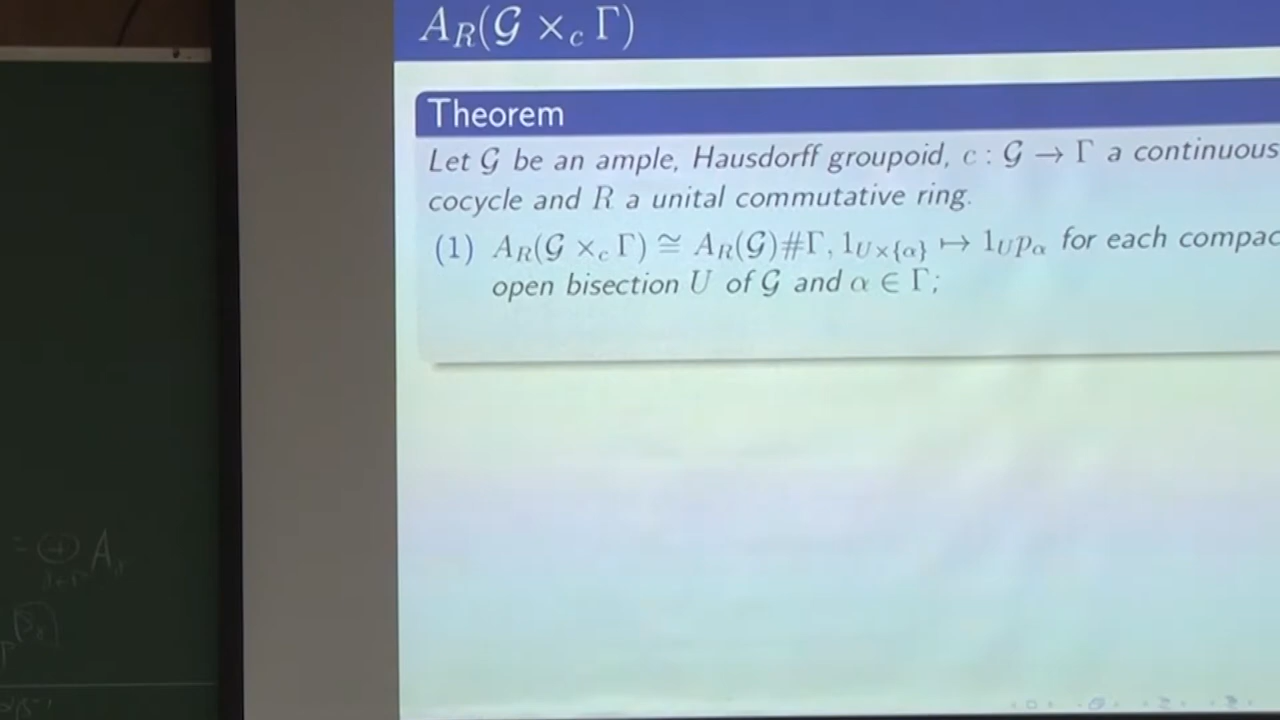 A_R(𝒢 ×_c Γ)
Theorem
Let 𝒢 be an ample, Hausdorff groupoid, c : 𝒢 → Γ a continuous
cocycle and R a unital commutative ring.
(1) A_R(𝒢 ×_c Γ) ≅ A_R(𝒢)#Γ, 1_{U×{α}} ↦ 1_U p_α for each compac
open bisection U of 𝒢 and α ∈ Γ;
= ⊕ A